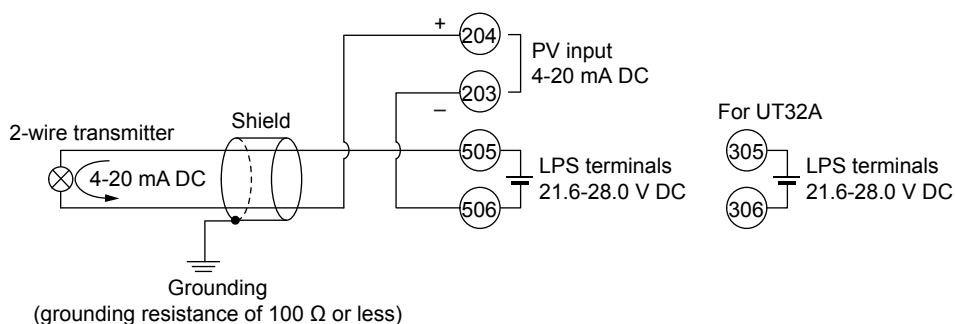 +
204
PV input
4-20 mA DC
203
–
2-wire transmitter
Shield
For UT32A
4-20 mA DC
505
LPS terminals
21.6-28.0 V DC
506
305
LPS terminals
21.6-28.0 V DC
306
Grounding
(grounding resistance of 100 Ω or less)